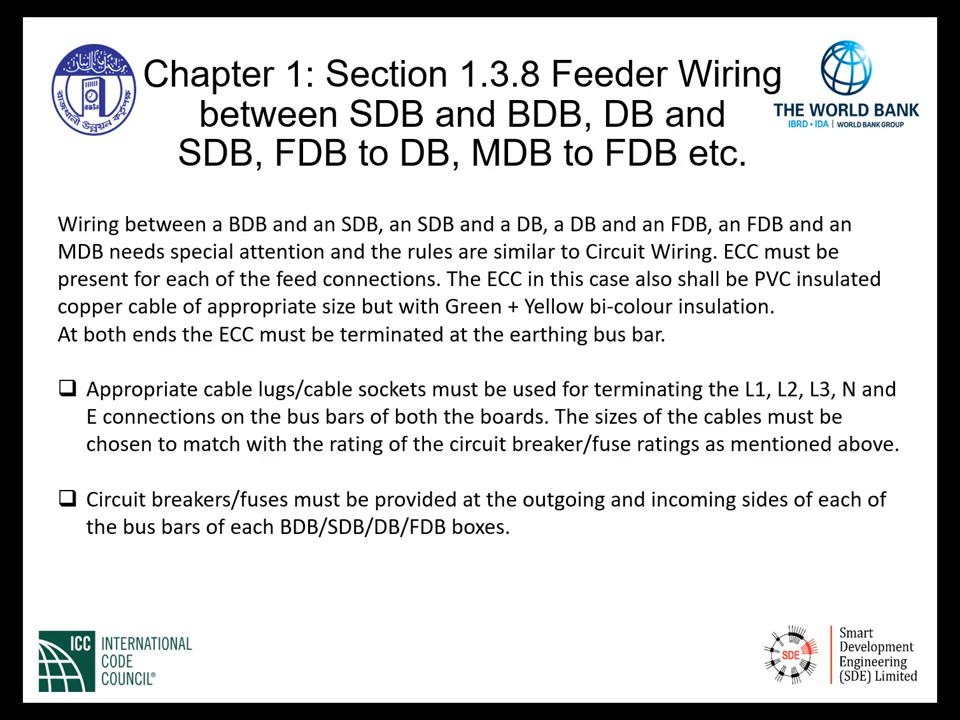 Chapter 1: Section 1.3.8 Feeder Wiring
between SDB and BDB, DB and
SDB, FDB to DB, MDB to FDB etc.
THE WORLD BANK
IBRD • IDA | WORLD BANK GROUP
Wiring between a BDB and an SDB, an SDB and a DB, a DB and an FDB, an FDB and an
MDB needs special attention and the rules are similar to Circuit Wiring. ECC must be
present for each of the feed connections. The ECC in this case also shall be PVC insulated
copper cable of appropriate size but with Green + Yellow bi-colour insulation.
At both ends the ECC must be terminated at the earthing bus bar.
❑ Appropriate cable lugs/cable sockets must be used for terminating the L1, L2, L3, N and
E connections on the bus bars of both the boards. The sizes of the cables must be
chosen to match with the rating of the circuit breaker/fuse ratings as mentioned above.
❑ Circuit breakers/fuses must be provided at the outgoing and incoming sides of each of
the bus bars of each BDB/SDB/DB/FDB boxes.
ICC INTERNATIONAL
CODE
COUNCIL®
SDE
Smart
Development
Engineering
(SDE) Limited